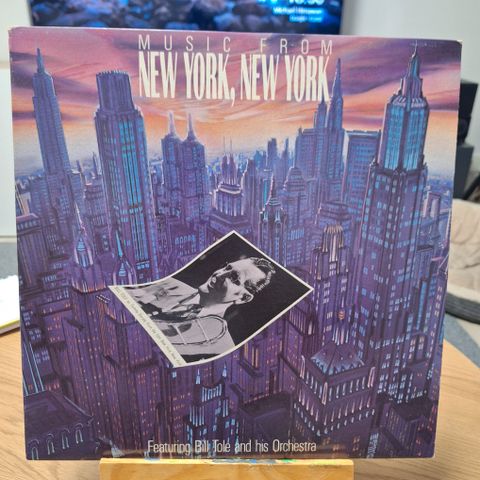 MUSIC FROM
NEW YORK, NEW YORK
Featuring Bill Tole and his Orchestra